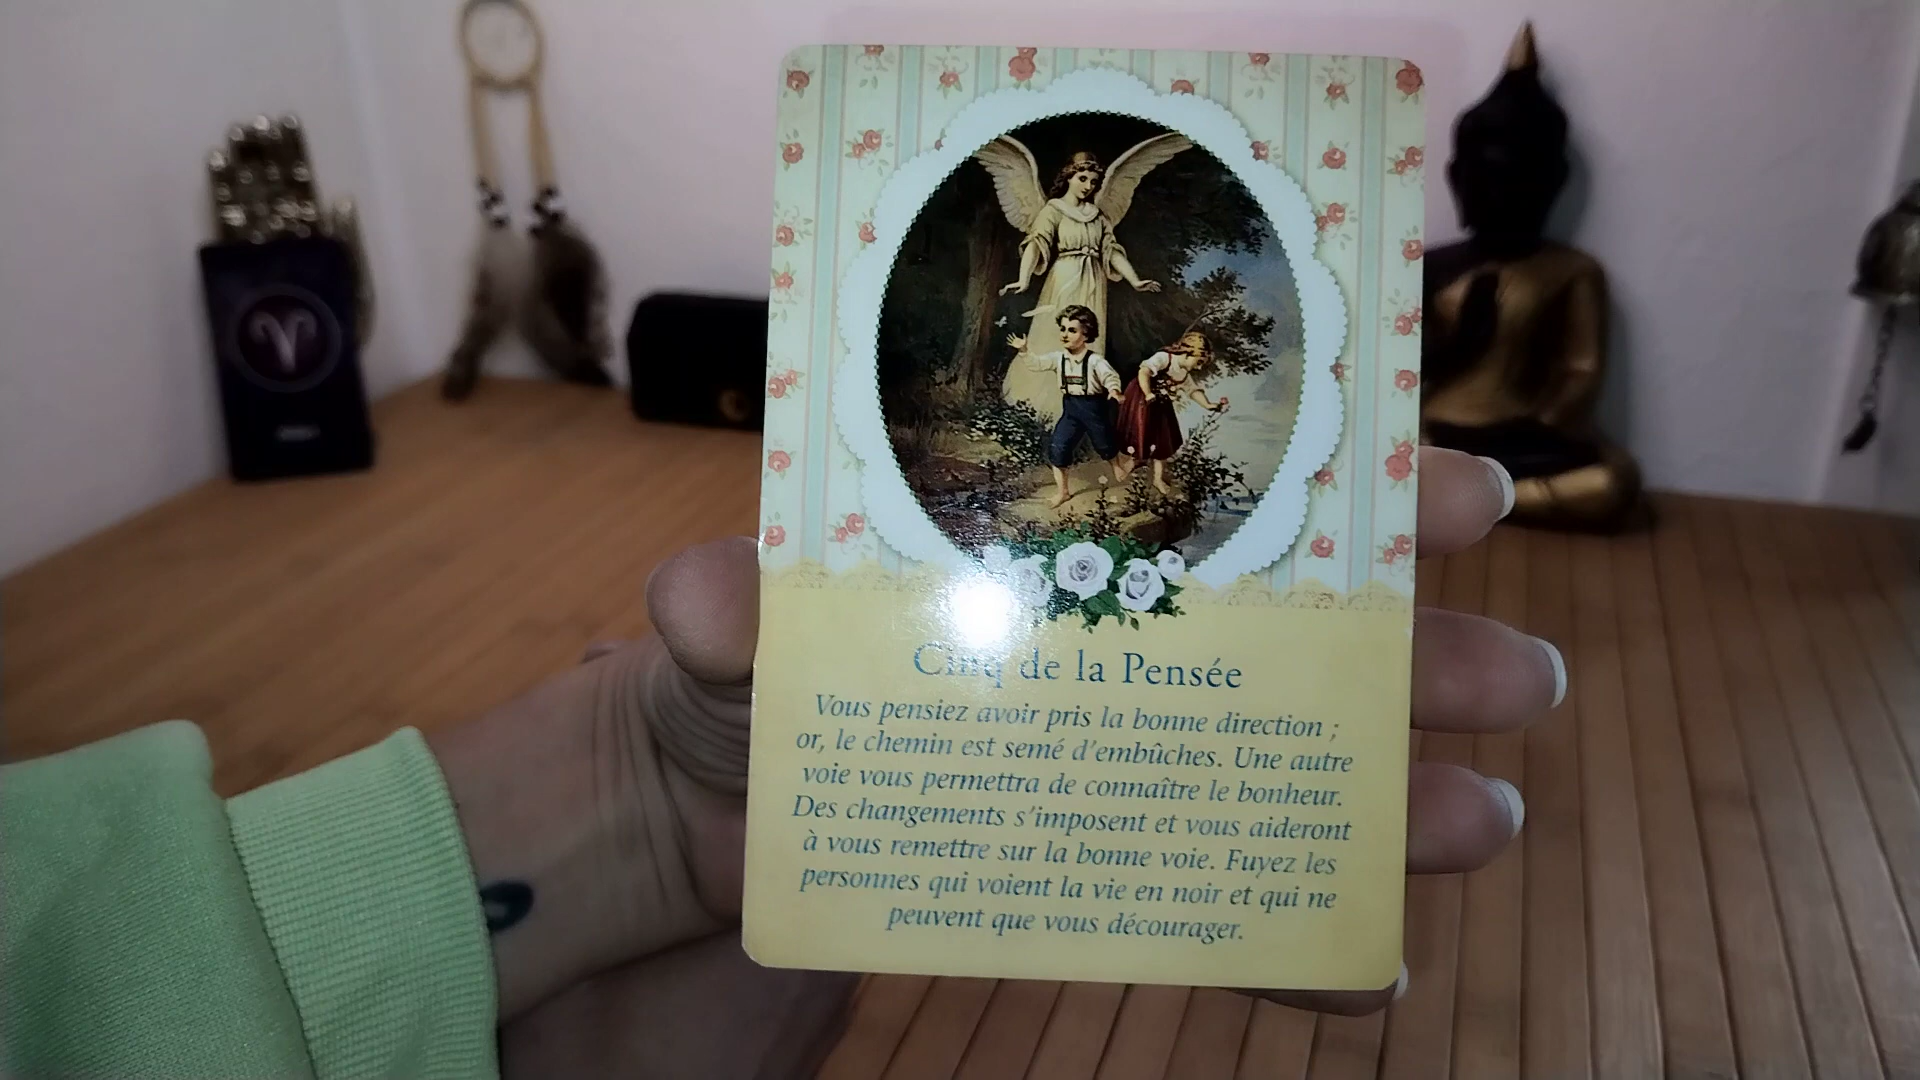 Cinq de la Pensée
Vous pensiez avoir pris la bonne direction ;
or, le chemin est semé d'embûches. Une autre
voie vous permettra de connaître le bonheur.
Des changements s'imposent et vous aideront
à vous remettre sur la bonne voie. Fuyez les
personnes qui voient la vie en noir et qui ne
peuvent que vous décourager.